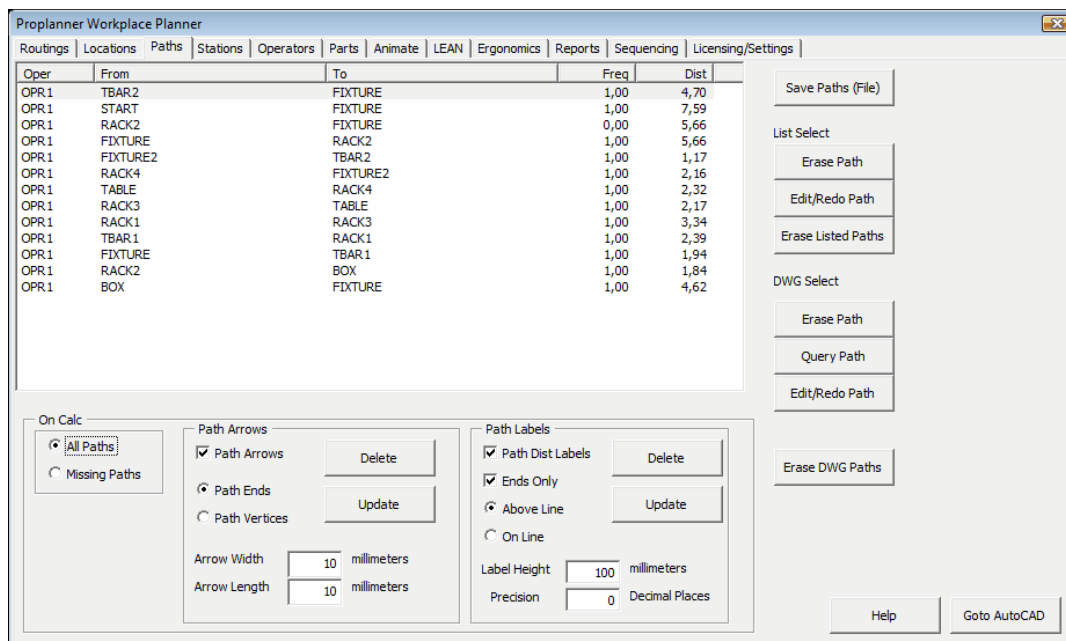 Proplanner Workplace Planner
Routings Locations Paths Stations Operators Parts Animate LEAN Ergonomics Reports Sequencing Licensing/Settings
Oper From To Freq Dist
OPR1 TBAR2 FIXTURE 1,00 4,70
OPR1 START FIXTURE 1,00 7,59
OPR1 RACK2 FIXTURE 0,00 5,66
OPR1 FIXTURE RACK2 1,00 5,66
OPR1 FIXTURE2 TBAR2 1,00 1,17
OPR1 RACK4 FIXTURE2 1,00 2,16
OPR1 TABLE RACK4 1,00 2,32
OPR1 RACK3 TABLE 1,00 2,17
OPR1 RACK1 RACK3 1,00 3,34
OPR1 TBAR1 RACK1 1,00 2,39
OPR1 FIXTURE TBAR1 1,00 1,94
OPR1 RACK2 BOX 1,00 1,84
OPR1 BOX FIXTURE 1,00 4,62
Save Paths (File)
List Select
Erase Path
Edit/Redo Path
Erase Listed Paths
DWG Select
Erase Path
Query Path
Edit/Redo Path
Erase DWG Paths
On Calc
All Paths
Missing Paths
Path Arrows
Path Arrows
Delete
Path Ends
Update
Path Vertices
Arrow Width 10 millimeters
Arrow Length 10 millimeters
Path Labels
Path Dist Labels
Delete
Ends Only
Above Line
Update
On Line
Label Height 100 millimeters
Precision 0 Decimal Places
Help
Goto AutoCAD